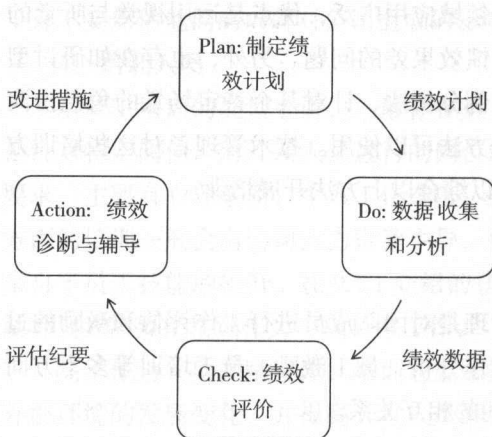 Plan: 制定绩
效计划
改进措施
绩效计划
Action: 绩效
诊断与辅导
Do: 数据收集
和分析
评估纪要
绩效数据
Check: 绩效
评价